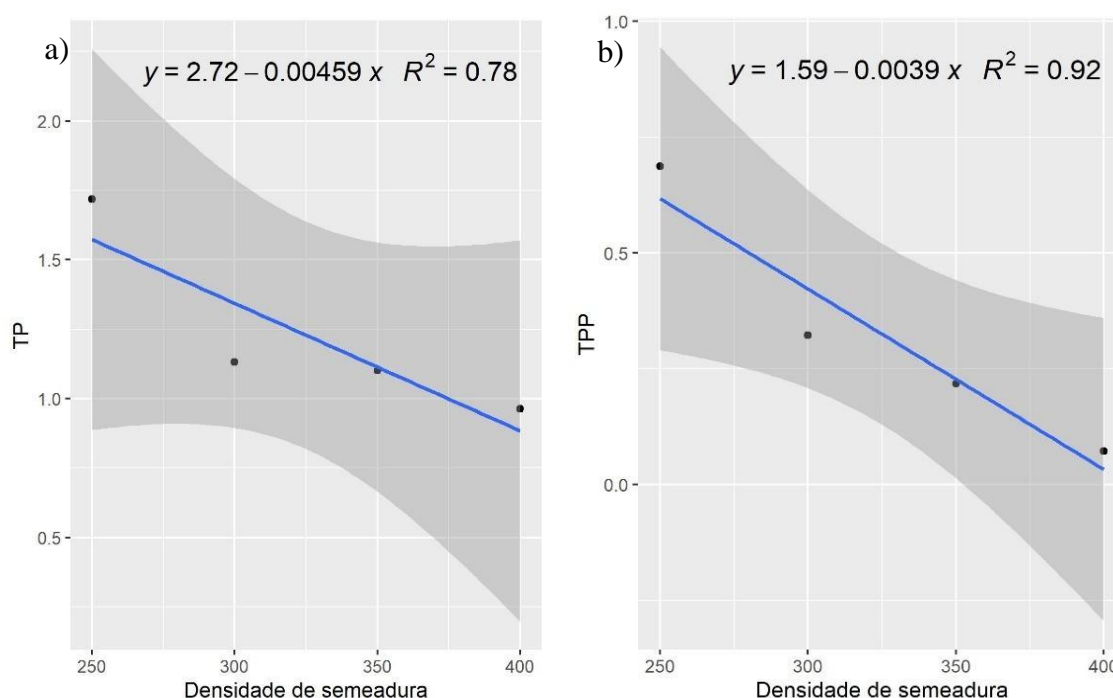 a)
y = 2.72 – 0.00459 x R² = 0.78
2.0
1.5
1.0
0.5
TP
250 300 350 400
Densidade de semeadura
b)
y = 1.59 – 0.0039 x R² = 0.92
1.0
0.5
0.0
TPP
250 300 350 400
Densidade de semeadura